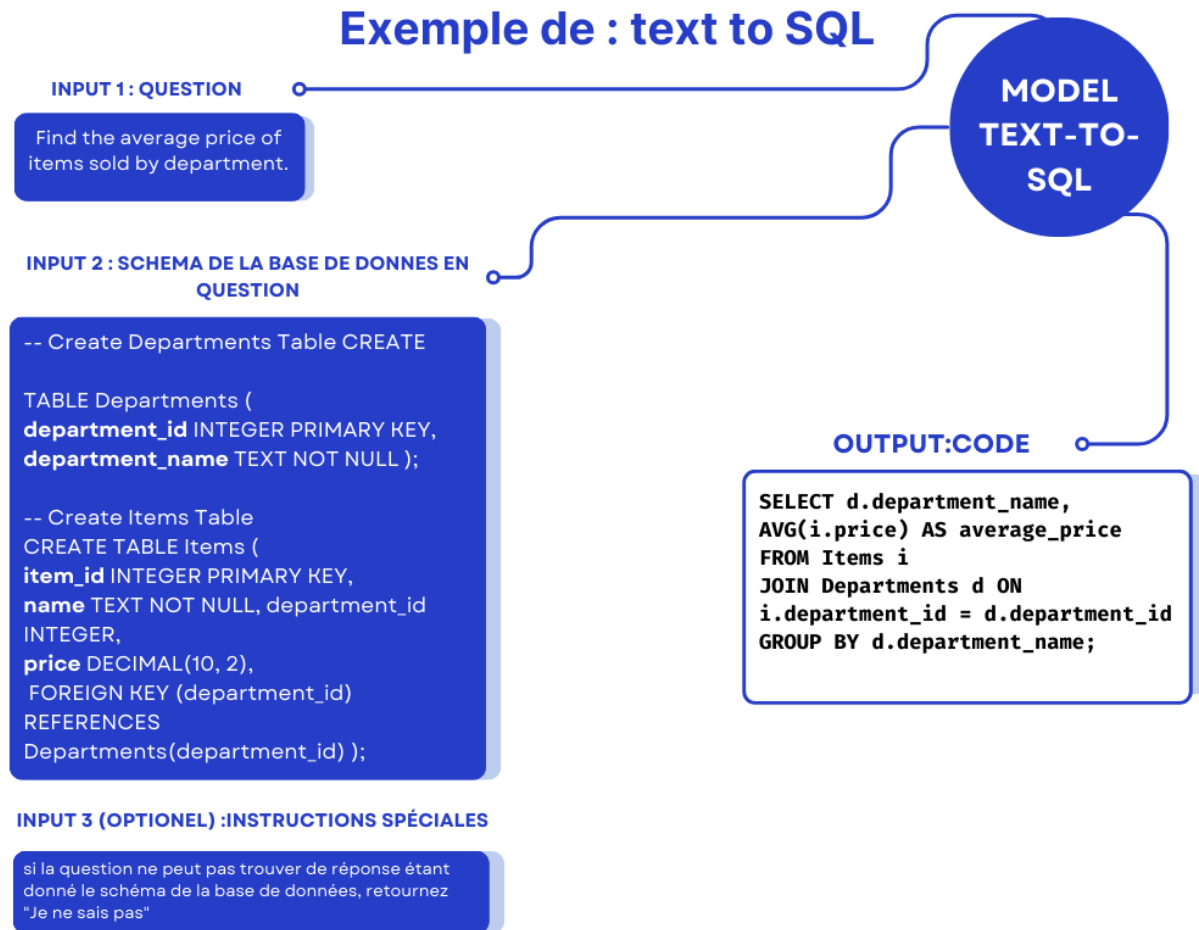 Exemple de : text to SQL
INPUT 1 : QUESTION
Find the average price of
items sold by department.
MODEL
TEXT-TO-
SQL
INPUT 2 : SCHEMA DE LA BASE DE DONNES EN
QUESTION
-- Create Departments Table CREATE
TABLE Departments (
department_id INTEGER PRIMARY KEY,
department_name TEXT NOT NULL );
-- Create Items Table
CREATE TABLE Items (
item_id INTEGER PRIMARY KEY,
name TEXT NOT NULL, department_id
INTEGER,
price DECIMAL(10, 2),
FOREIGN KEY (department_id)
REFERENCES
Departments(department_id) );
OUTPUT:CODE
SELECT d.department_name,
AVG(i.price) AS average_price
FROM Items i
JOIN Departments d ON
i.department_id = d.department_id
GROUP BY d.department_name;
INPUT 3 (OPTIONEL) :INSTRUCTIONS SPÉCIALES
si la question ne peut pas trouver de réponse étant
donné le schéma de la base de données, retournez
"Je ne sais pas"